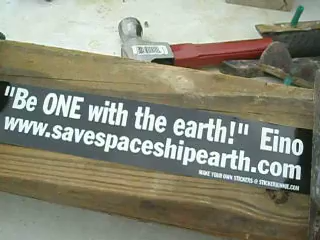 "Be ONE with the earth!" Eino
www.savespaceshipearth.com
MAKE YOUR OWN STICKERS @ STICKERJUNKIE.COM